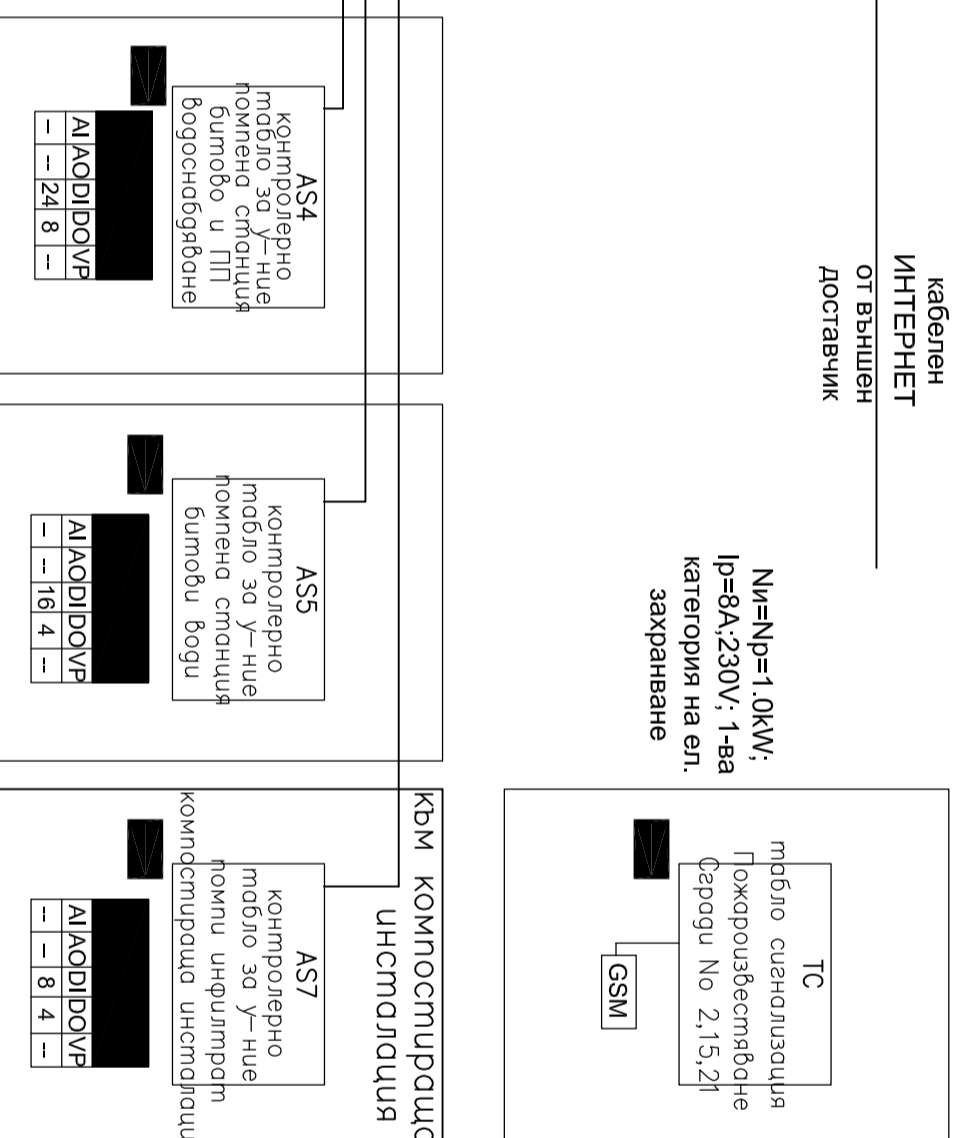 кабелен
ИНТЕРНЕТ
от външен
доставчик
Nи=Np=1.0kW;
Ip=8A;230V; 1-ва
категория на ел.
захранване
ТС
табло сигнализация
Пожароизвестяване
Сгради No 2,15,21
GSM
AS4
контролерно
табло за у-ние
помпена станция
битово и ПП
водоснабдяване
AI AO DI DO VP
- -- 24 8 --
AS5
контролерно
табло за у-ние
помпена станция
битови води
AI AO DI DO VP
- -- 16 4 --
към компостираща
инсталация
AS7
контролерно
табло за у-ние
помпи инфилтрат
компостираща инсталаци
AI AO DI DO VP
-- - 8 4 --